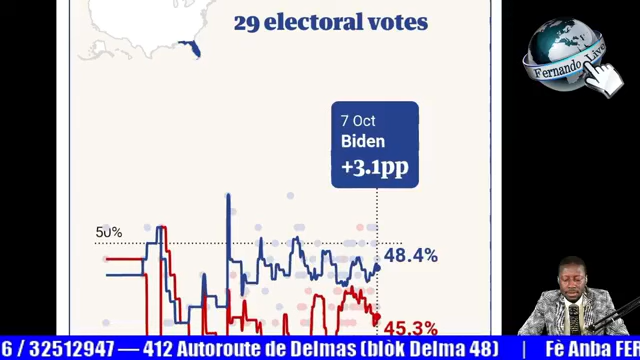 29 electoral votes
Fernando Live
7 Oct
Biden
+3.1pp
50%
48.4%
45.3%
6 / 32512947 — 412 Autoroute de Delmas (blòk Delma 48) | Fè Anba FEB